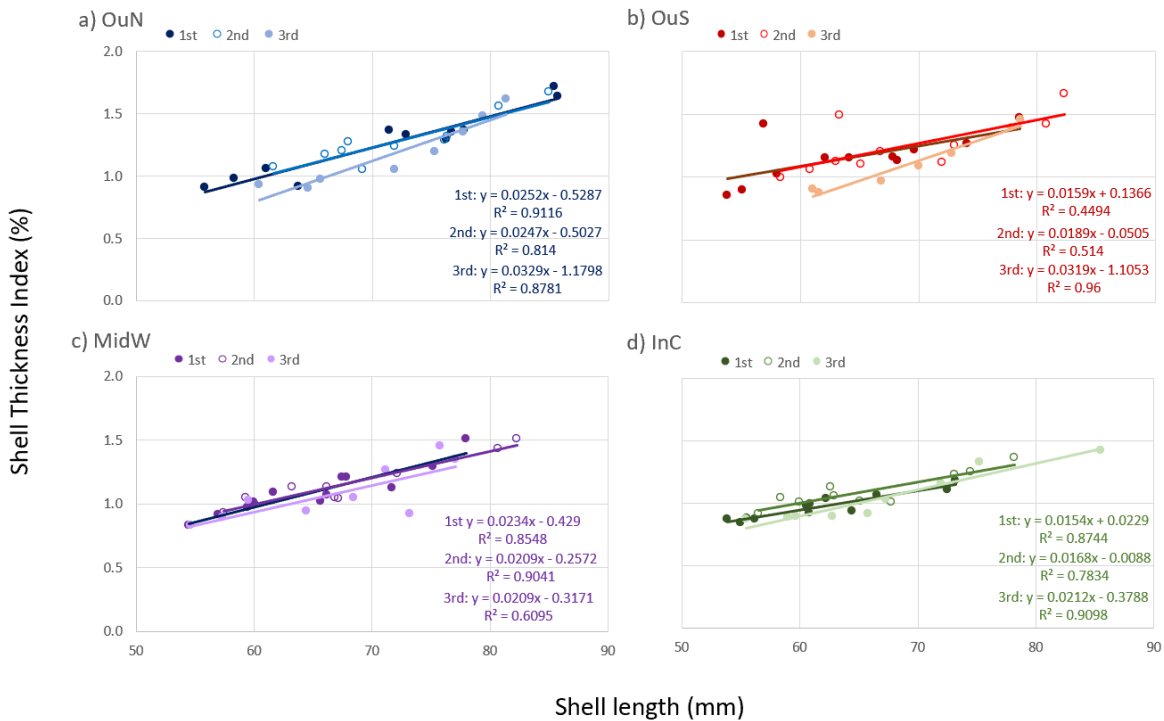 a) OuN
1st 2nd 3rd
2.0
1.5
1.0
0.5
0.0
1st: y = 0.0252x - 0.5287
R² = 0.9116
2nd: y = 0.0247x - 0.5027
R² = 0.814
3rd: y = 0.0329x - 1.1798
R² = 0.8781
b) OuS
1st 2nd 3rd
1st: y = 0.0159x + 0.1366
R² = 0.4494
2nd: y = 0.0189x - 0.0505
R² = 0.514
3rd: y = 0.0319x - 1.1053
R² = 0.96
Shell Thickness Index (%)
c) MidW
1st 2nd 3rd
2.0
1.5
1.0
0.5
0.0
1st y = 0.0234x - 0.429
R² = 0.8548
2nd: y = 0.0209x - 0.2572
R² = 0.9041
3rd: y = 0.0209x - 0.3171
R² = 0.6095
50 60 70 80 90
d) InC
1st 2nd 3rd
1st: y = 0.0154x + 0.0229
R² = 0.8744
2nd: y = 0.0168x - 0.0088
R² = 0.7834
3rd: y = 0.0212x - 0.3788
R² = 0.9098
50 60 70 80 90
Shell length (mm)